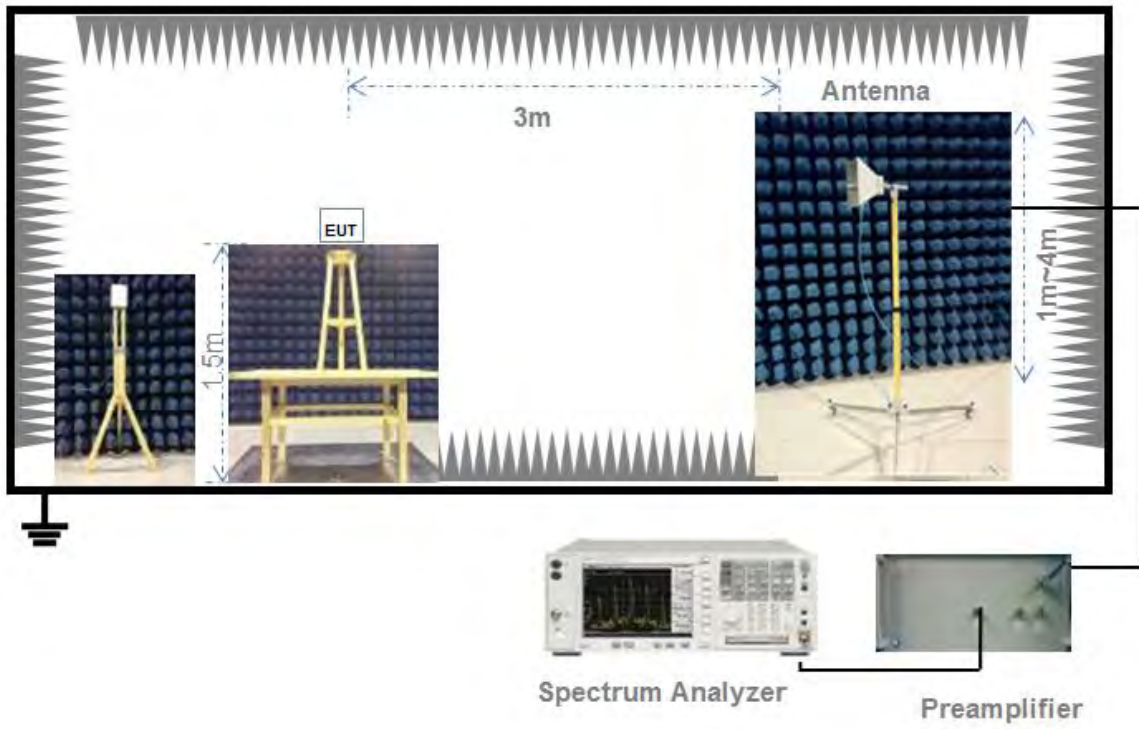 3m
Antenna
EUT
1.5m
1m~4m
Spectrum Analyzer
Preamplifier